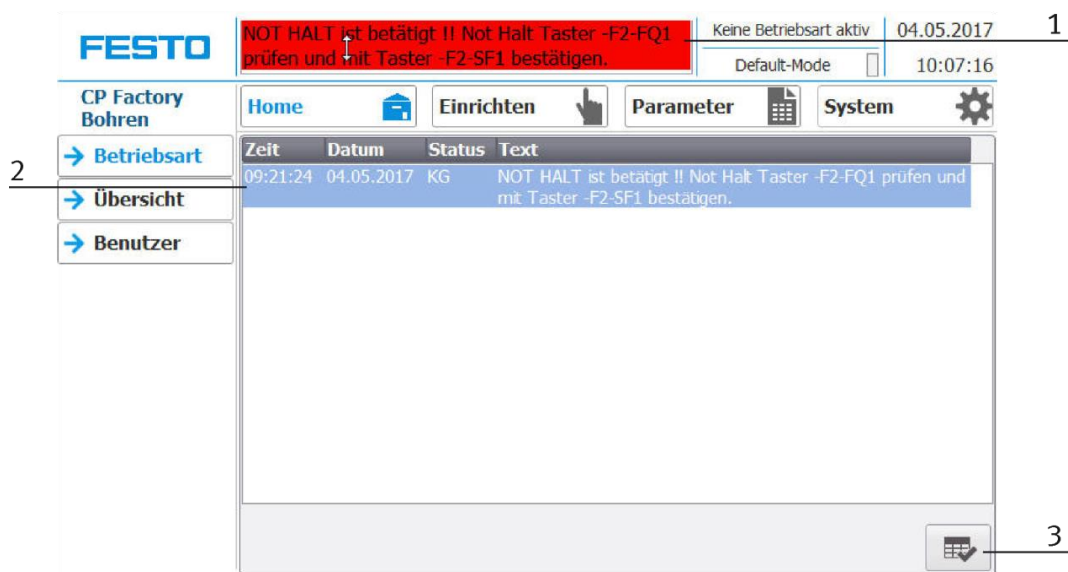 FESTO
NOT HALT ist betätigt !! Not Halt Taster -F2-FQ1
prüfen und mit Taster -F2-SF1 bestätigen.
Keine Betriebsart aktiv
04.05.2017
1
Default-Mode
10:07:16
CP Factory
Bohren
Home
Einrichten
Parameter
System
Betriebsart
Übersicht
Benutzer
2
Zeit Datum Status Text
09:21:24 04.05.2017 KG NOT HALT ist betätigt !! Not Halt Taster -F2-FQ1 prüfen und
mit Taster -F2-SF1 bestätigen.
3